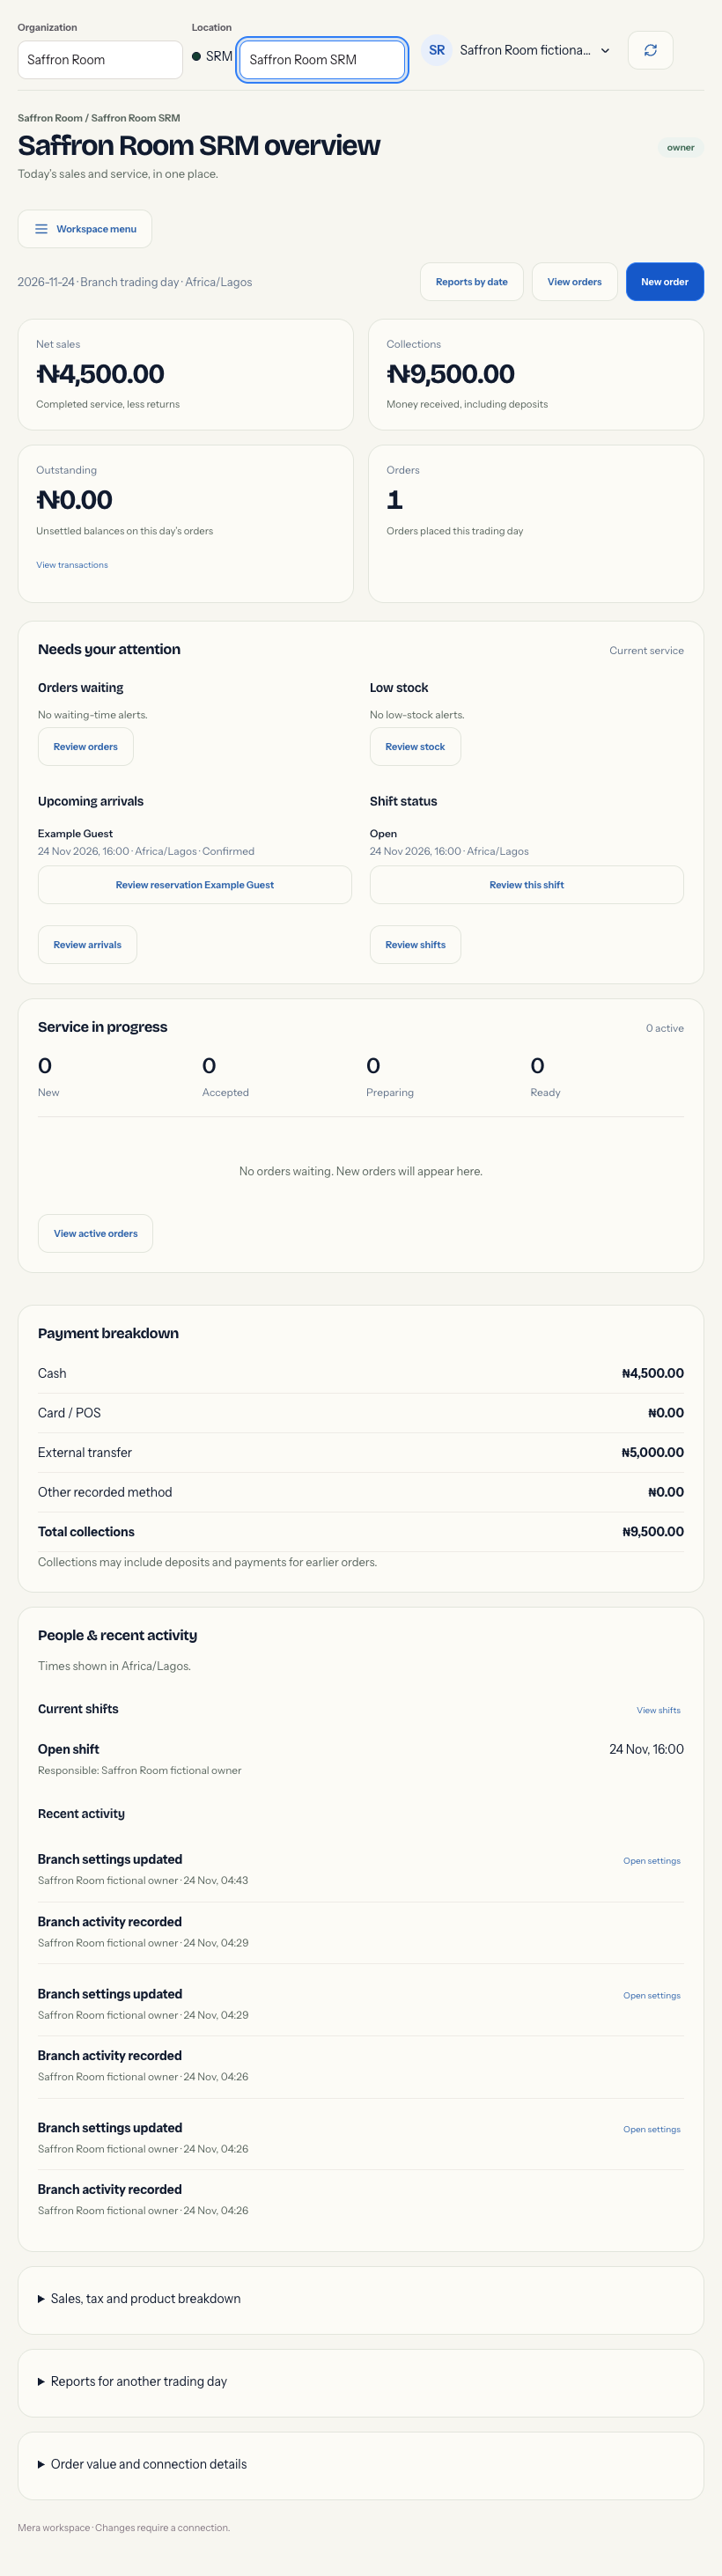 Organization
Location
Saffron Room
SRM
Saffron Room SRM
SR
Saffron Room fictiona...
Saffron Room / Saffron Room SRM
Saffron Room SRM overview
owner
Today's sales and service, in one place.
Workspace menu
2026-11-24 · Branch trading day · Africa/Lagos
Reports by date
View orders
New order
Net sales
₦4,500.00
Completed service, less returns
Collections
₦9,500.00
Money received, including deposits
Outstanding
₦0.00
Unsettled balances on this day's orders
View transactions
Orders
1
Orders placed this trading day
Needs your attention
Current service
Orders waiting
No waiting-time alerts.
Review orders
Low stock
No low-stock alerts.
Review stock
Upcoming arrivals
Example Guest
24 Nov 2026, 16:00 · Africa/Lagos · Confirmed
Review reservation Example Guest
Review arrivals
Shift status
Open
24 Nov 2026, 16:00 · Africa/Lagos
Review this shift
Review shifts
Service in progress
0 active
0
New
0
Accepted
0
Preparing
0
Ready
No orders waiting. New orders will appear here.
View active orders
Payment breakdown
Cash ₦4,500.00
Card / POS ₦0.00
External transfer ₦5,000.00
Other recorded method ₦0.00
Total collections ₦9,500.00
Collections may include deposits and payments for earlier orders.
People & recent activity
Times shown in Africa/Lagos.
Current shifts
View shifts
Open shift
24 Nov, 16:00
Responsible: Saffron Room fictional owner
Recent activity
Branch settings updated
Open settings
Saffron Room fictional owner · 24 Nov, 04:43
Branch activity recorded
Saffron Room fictional owner · 24 Nov, 04:29
Branch settings updated
Open settings
Saffron Room fictional owner · 24 Nov, 04:29
Branch activity recorded
Saffron Room fictional owner · 24 Nov, 04:26
Branch settings updated
Open settings
Saffron Room fictional owner · 24 Nov, 04:26
Branch activity recorded
Saffron Room fictional owner · 24 Nov, 04:26
Sales, tax and product breakdown
Reports for another trading day
Order value and connection details
Mera workspace · Changes require a connection.